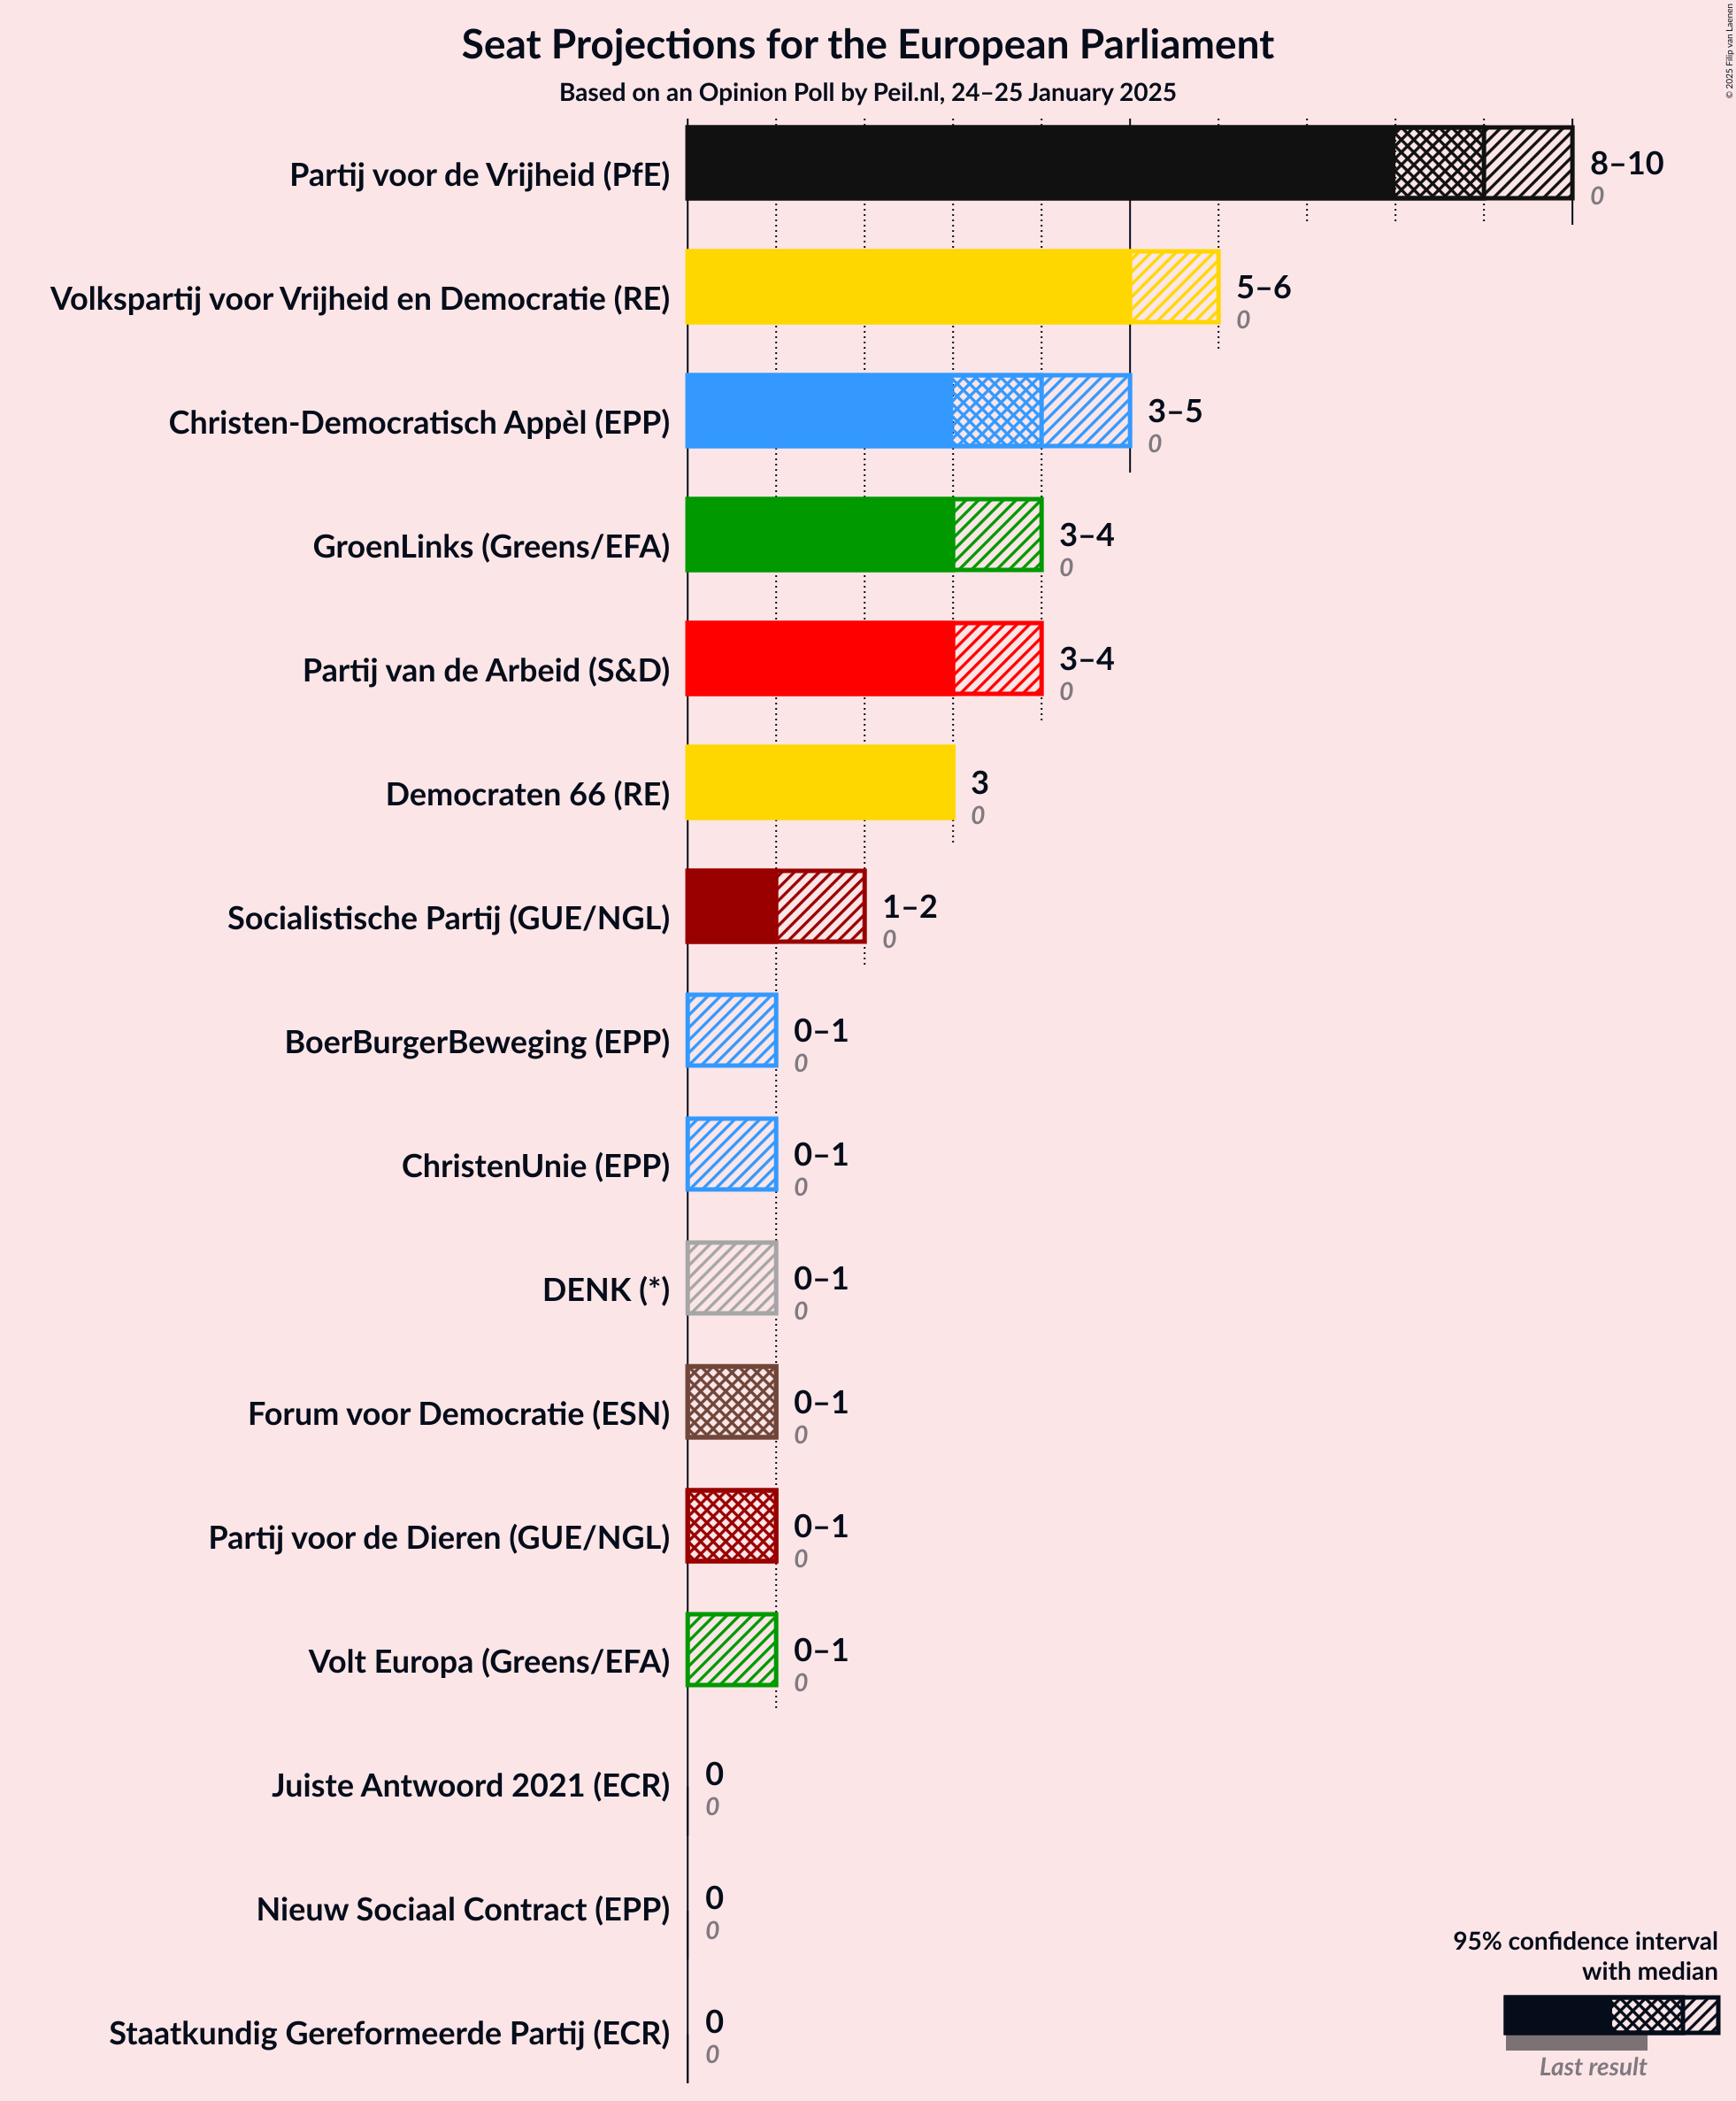 Seat Projections for the European Parliament
Based on an Opinion Poll by Peil.nl, 24–25 January 2025
© 2025 Filip van Laenen
Partij voor de Vrijheid (PfE)
8–10
0
Volkspartij voor Vrijheid en Democratie (RE)
5–6
0
Christen-Democratisch Appèl (EPP)
3–5
0
GroenLinks (Greens/EFA)
3–4
0
Partij van de Arbeid (S&D)
3–4
0
Democraten 66 (RE)
3
0
Socialistische Partij (GUE/NGL)
1–2
0
BoerBurgerBeweging (EPP)
0–1
0
ChristenUnie (EPP)
0–1
0
DENK (*)
0–1
0
Forum voor Democratie (ESN)
0–1
0
Partij voor de Dieren (GUE/NGL)
0–1
0
Volt Europa (Greens/EFA)
0–1
0
Juiste Antwoord 2021 (ECR)
0
0
Nieuw Sociaal Contract (EPP)
0
0
Staatkundig Gereformeerde Partij (ECR)
0
0
95% confidence interval
with median
Last result